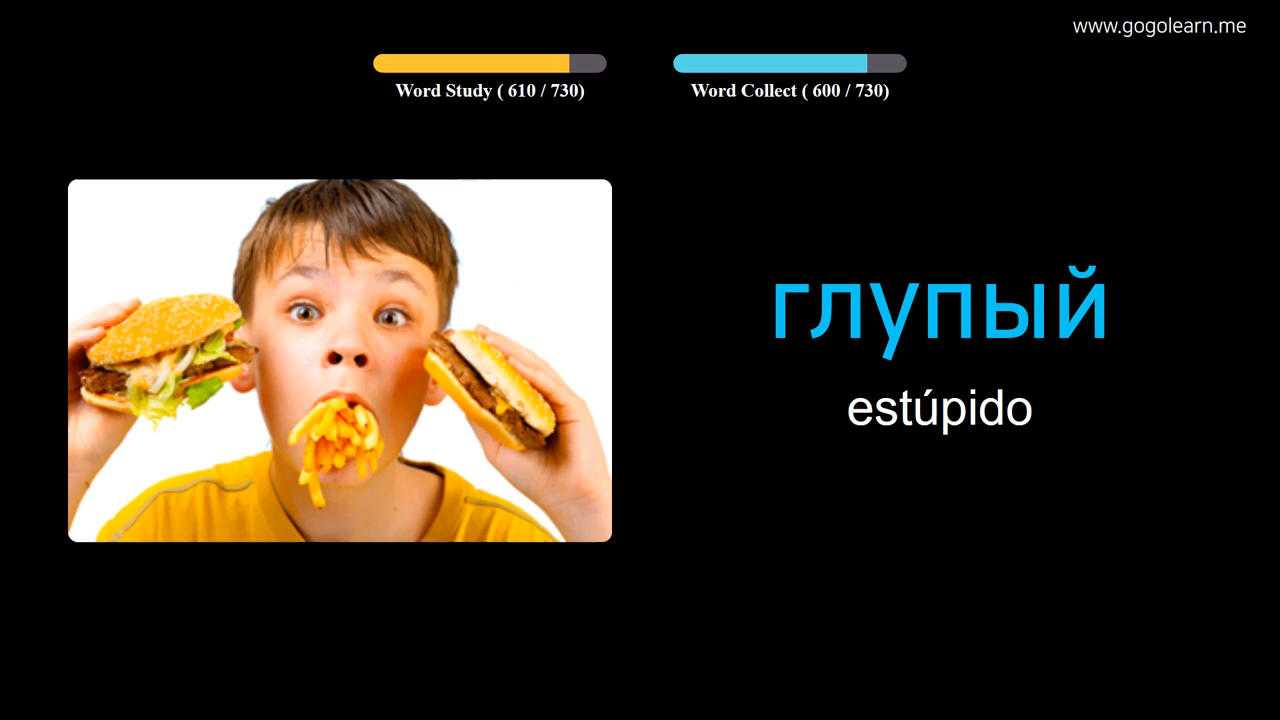 www.gogolearn.me
Word Study ( 610 / 730)
Word Collect ( 600 / 730)
глупый
estúpido